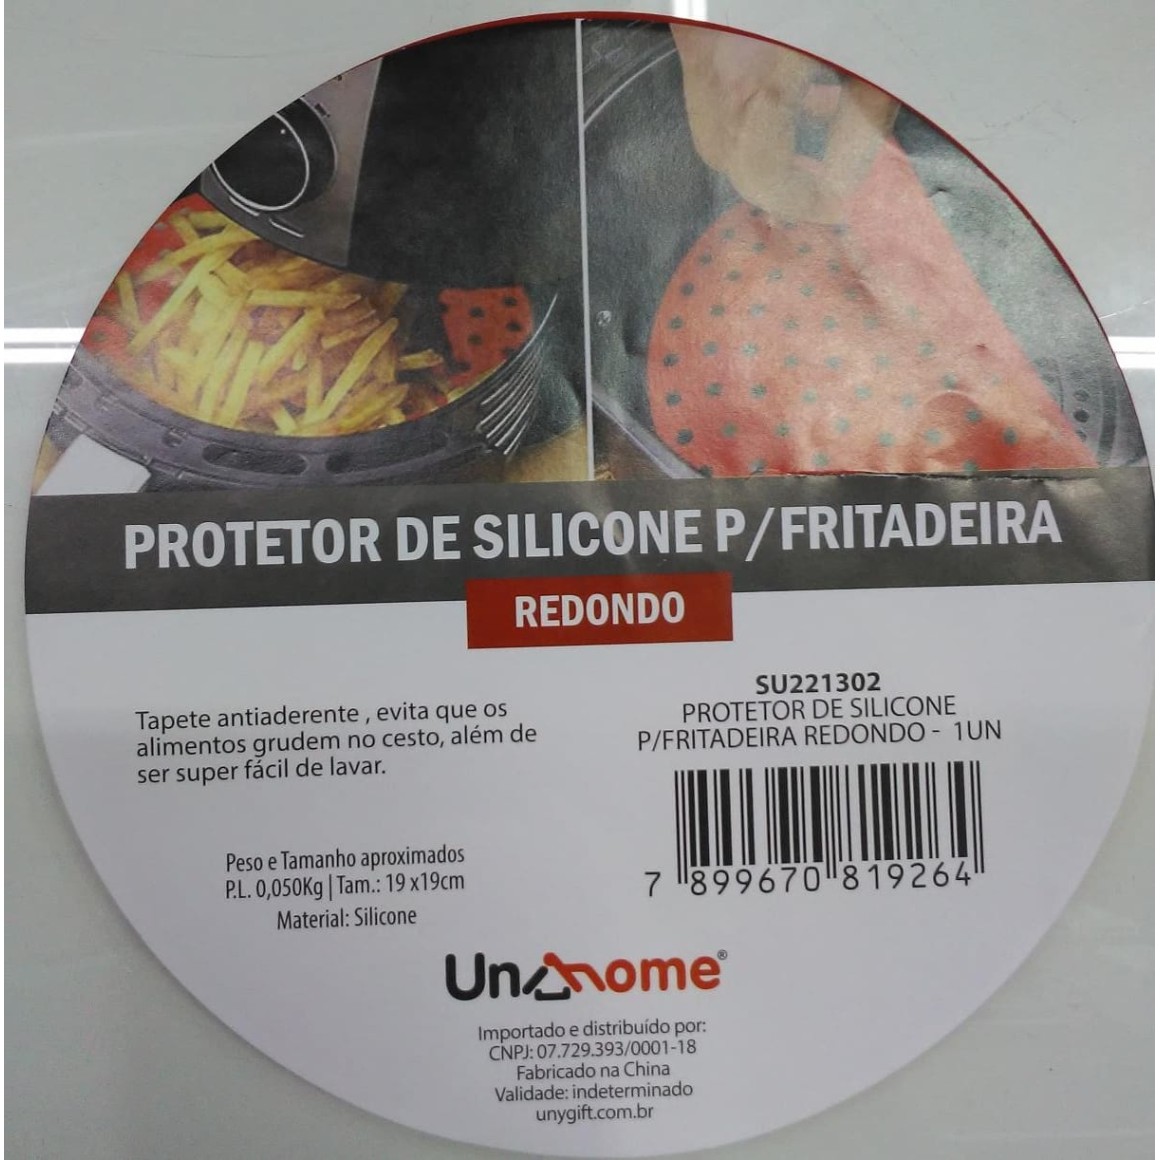 PROTETOR DE SILICONE P/FRITADEIRA
REDONDO
Tapete antiaderente , evita que os
alimentos grudem no cesto, além de
ser super fácil de lavar.
Peso e Tamanho aproximados
P.L. 0,050Kg | Tam.: 19 x19cm
Material: Silicone
SU221302
PROTETOR DE SILICONE
P/FRITADEIRA REDONDO - 1UN
7 899670 819264
UniHome®
Importado e distribuído por:
CNPJ: 07.729.393/0001-18
Fabricado na China
Validade: indeterminado
unygift.com.br